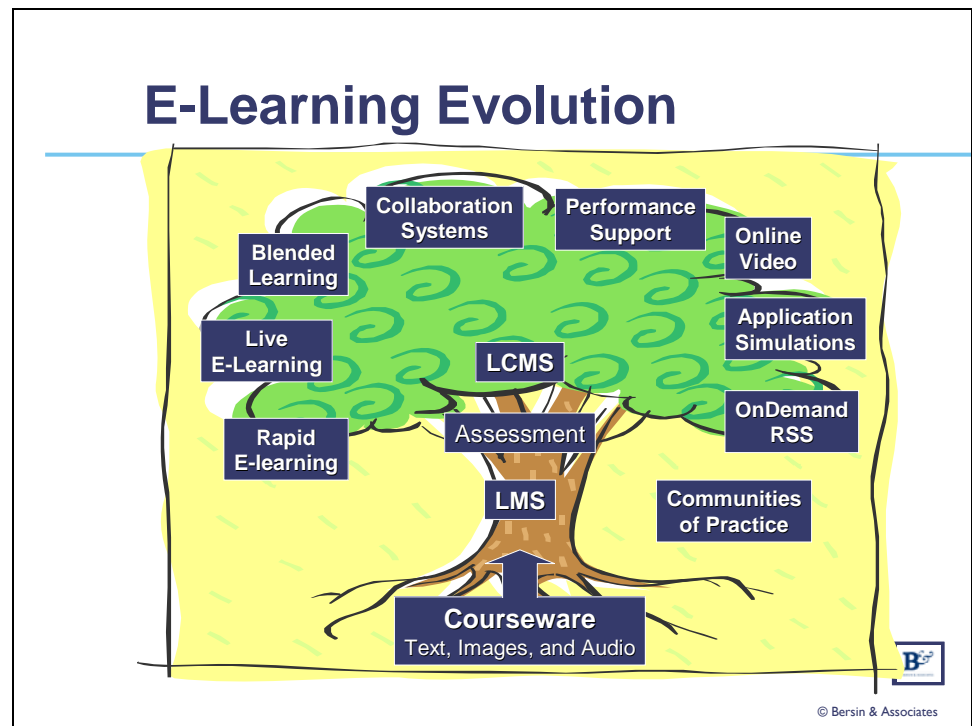 E-Learning Evolution
Collaboration
Systems
Performance
Support
Blended
Learning
Online
Video
Live
E-Learning
Application
Simulations
LCMS
Rapid
E-learning
Assessment
OnDemand
RSS
LMS
Communities
of Practice
Courseware
Text, Images, and Audio
B&
© Bersin & Associates